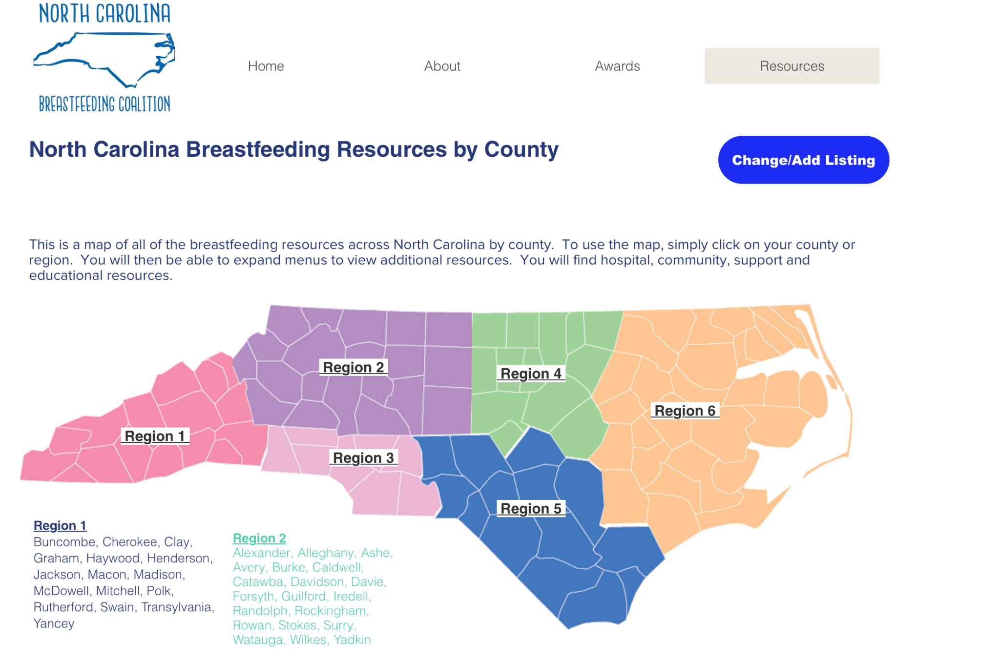 NORTH CAROLINA
BREASTFEEDING COALITION
Home
About
Awards
Resources
North Carolina Breastfeeding Resources by County
Change/Add Listing
This is a map of all of the breastfeeding resources across North Carolina by county.  To use the map, simply click on your county or
region.  You will then be able to expand menus to view additional resources.  You will find hospital, community, support and
educational resources.
Region 2
Region 4
Region 6
Region 1
Region 3
Region 5
Region 1
Buncombe, Cherokee, Clay,
Graham, Haywood, Henderson,
Jackson, Macon, Madison,
McDowell, Mitchell, Polk,
Rutherford, Swain, Transylvania,
Yancey
Region 2
Alexander, Alleghany, Ashe,
Avery, Burke, Caldwell,
Catawba, Davidson, Davie,
Forsyth, Guilford, Iredell,
Randolph, Rockingham,
Rowan, Stokes, Surry,
Watauga, Wilkes, Yadkin